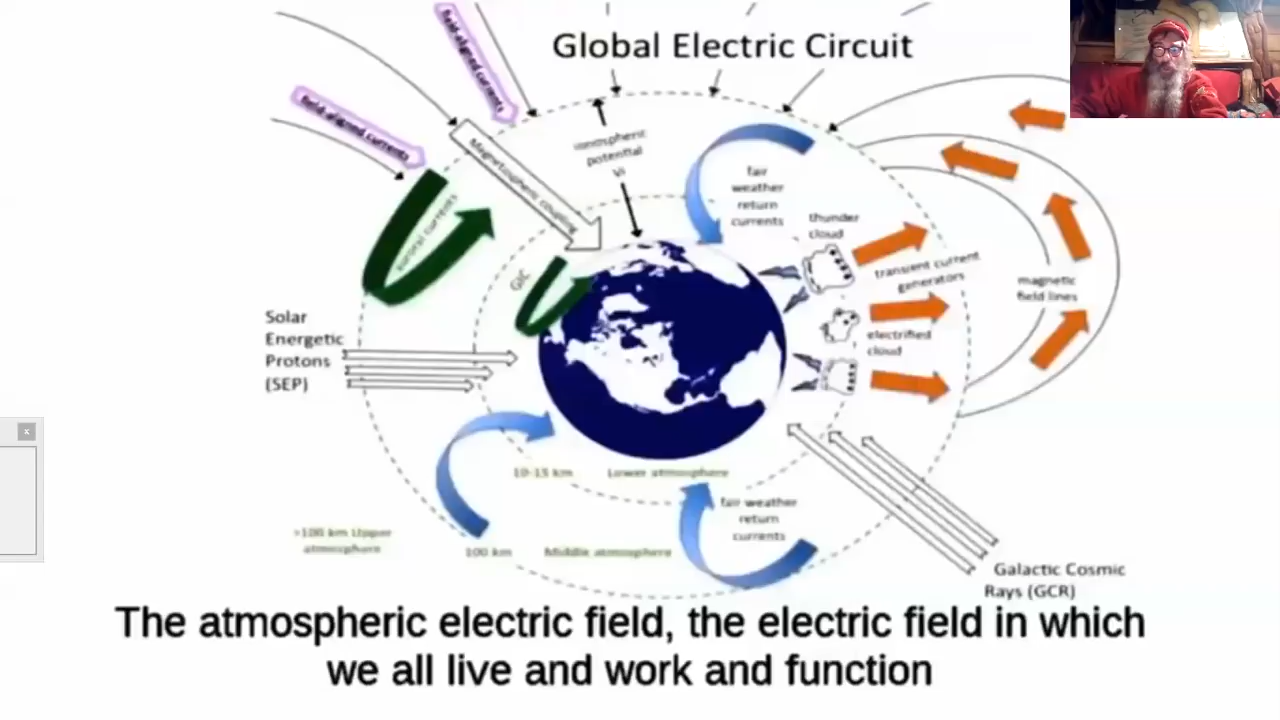 field aligned currents
Global Electric Circuit
field aligned currents
Magnetospheric coupling
ionospheric
potential
Vi
fair
weather
return
currents
thunder
cloud
auroral currents
transient current
generators
GIC
magnetic
field lines
Solar
Energetic
Protons
(SEP)
electrified
cloud
10-15 km
Lower atmosphere
fair weather
return
currents
>100 km Upper
atmosphere
100 km
Middle atmosphere
Galactic Cosmic
Rays (GCR)
The atmospheric electric field, the electric field in which
we all live and work and function
x